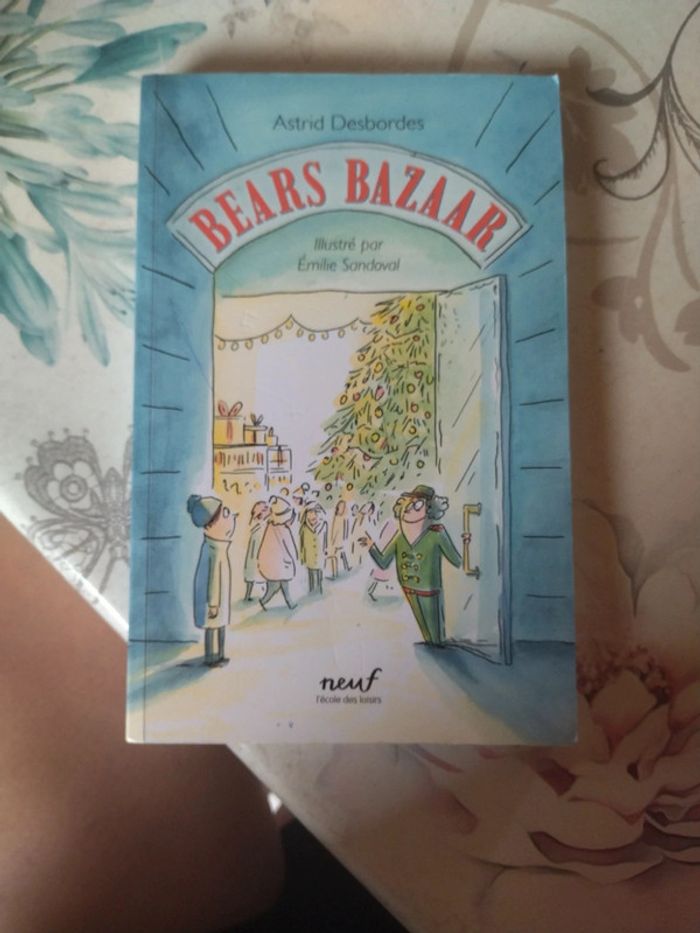 Astrid Desbordes
BEARS BAZAAR
Illustré par
Émilie Sandoval
neuf
l'école des loisirs